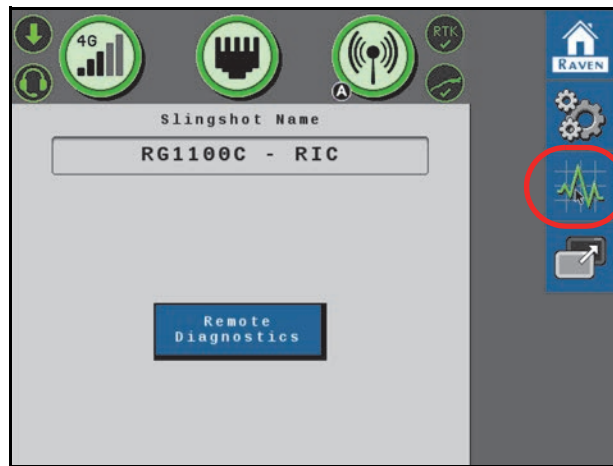 4G
RTK
A
RAVEN
Slingshot Name
RG1100C - RIC
Remote
Diagnostics